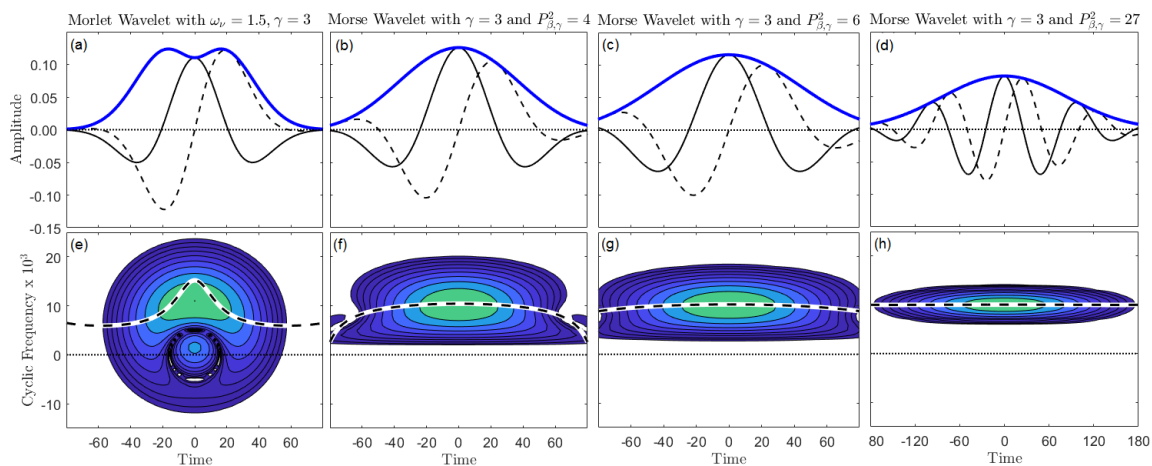 Morlet Wavelet with ω_ν = 1.5, γ = 3
Morse Wavelet with γ = 3 and P²_β,γ = 4
Morse Wavelet with γ = 3 and P²_β,γ = 6
Morse Wavelet with γ = 3 and P²_β,γ = 27
(a)
(b)
(c)
(d)
Amplitude
0.10
0.05
0.00
-0.05
-0.10
-0.15
(e)
(f)
(g)
(h)
Cyclic Frequency x 10³
20
10
0
-10
-60 -40 -20 0 20 40 60
-60 -40 -20 0 20 40 60
-60 -40 -20 0 20 40 60
80 -120 -60 0 60 120 180
Time
Time
Time
Time